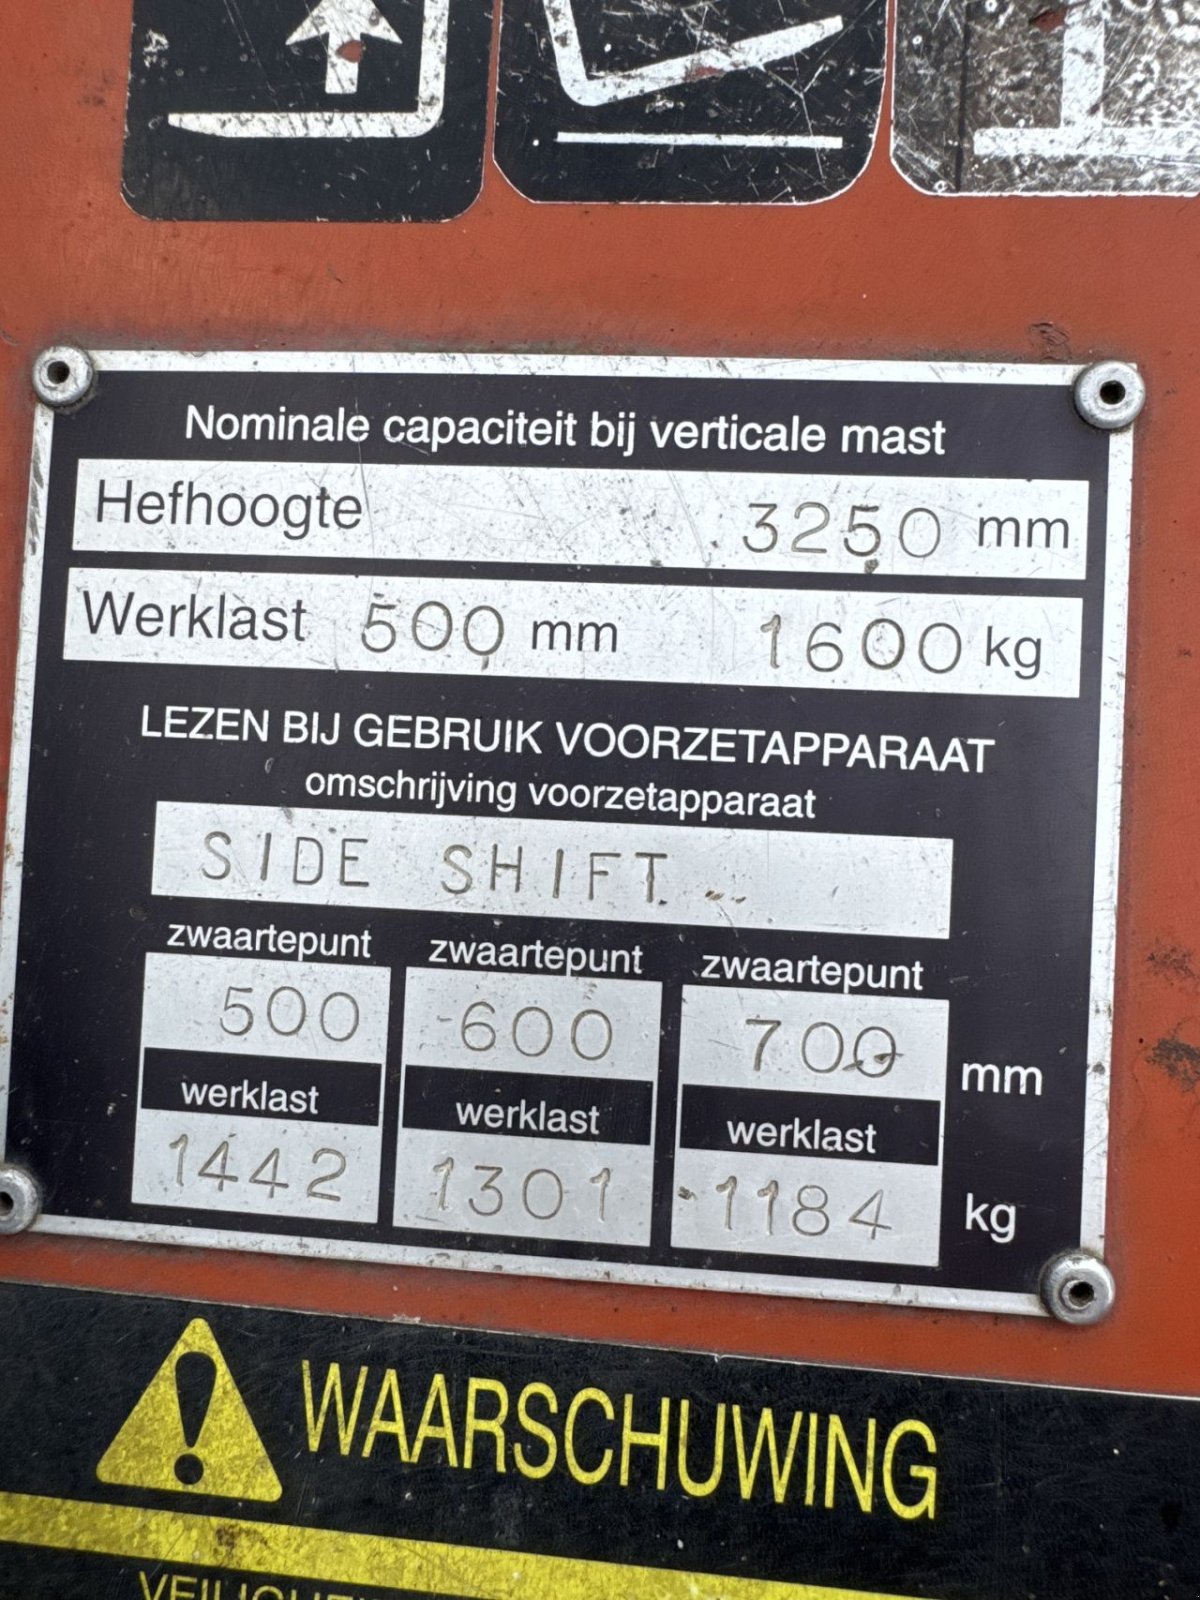 Nominale capaciteit bij verticale mast
Hefhoogte 3250 mm
Werklast 500 mm 1600 kg
LEZEN BIJ GEBRUIK VOORZETAPPARAAT
omschrijving voorzetapparaat
SIDE SHIFT
zwaartepunt zwaartepunt zwaartepunt
500 600 700 mm
werklast werklast werklast
1442 1301 1184 kg
WAARSCHUWING